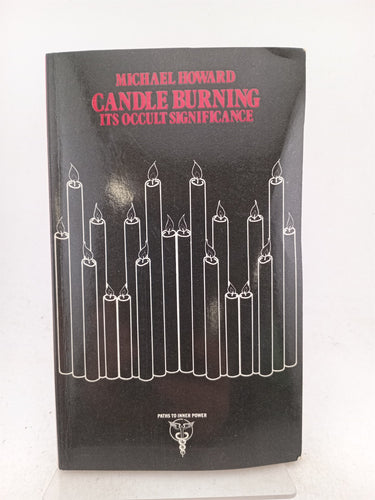 MICHAEL HOWARD
CANDLE BURNING
ITS OCCULT SIGNIFICANCE
PATHS TO INNER POWER